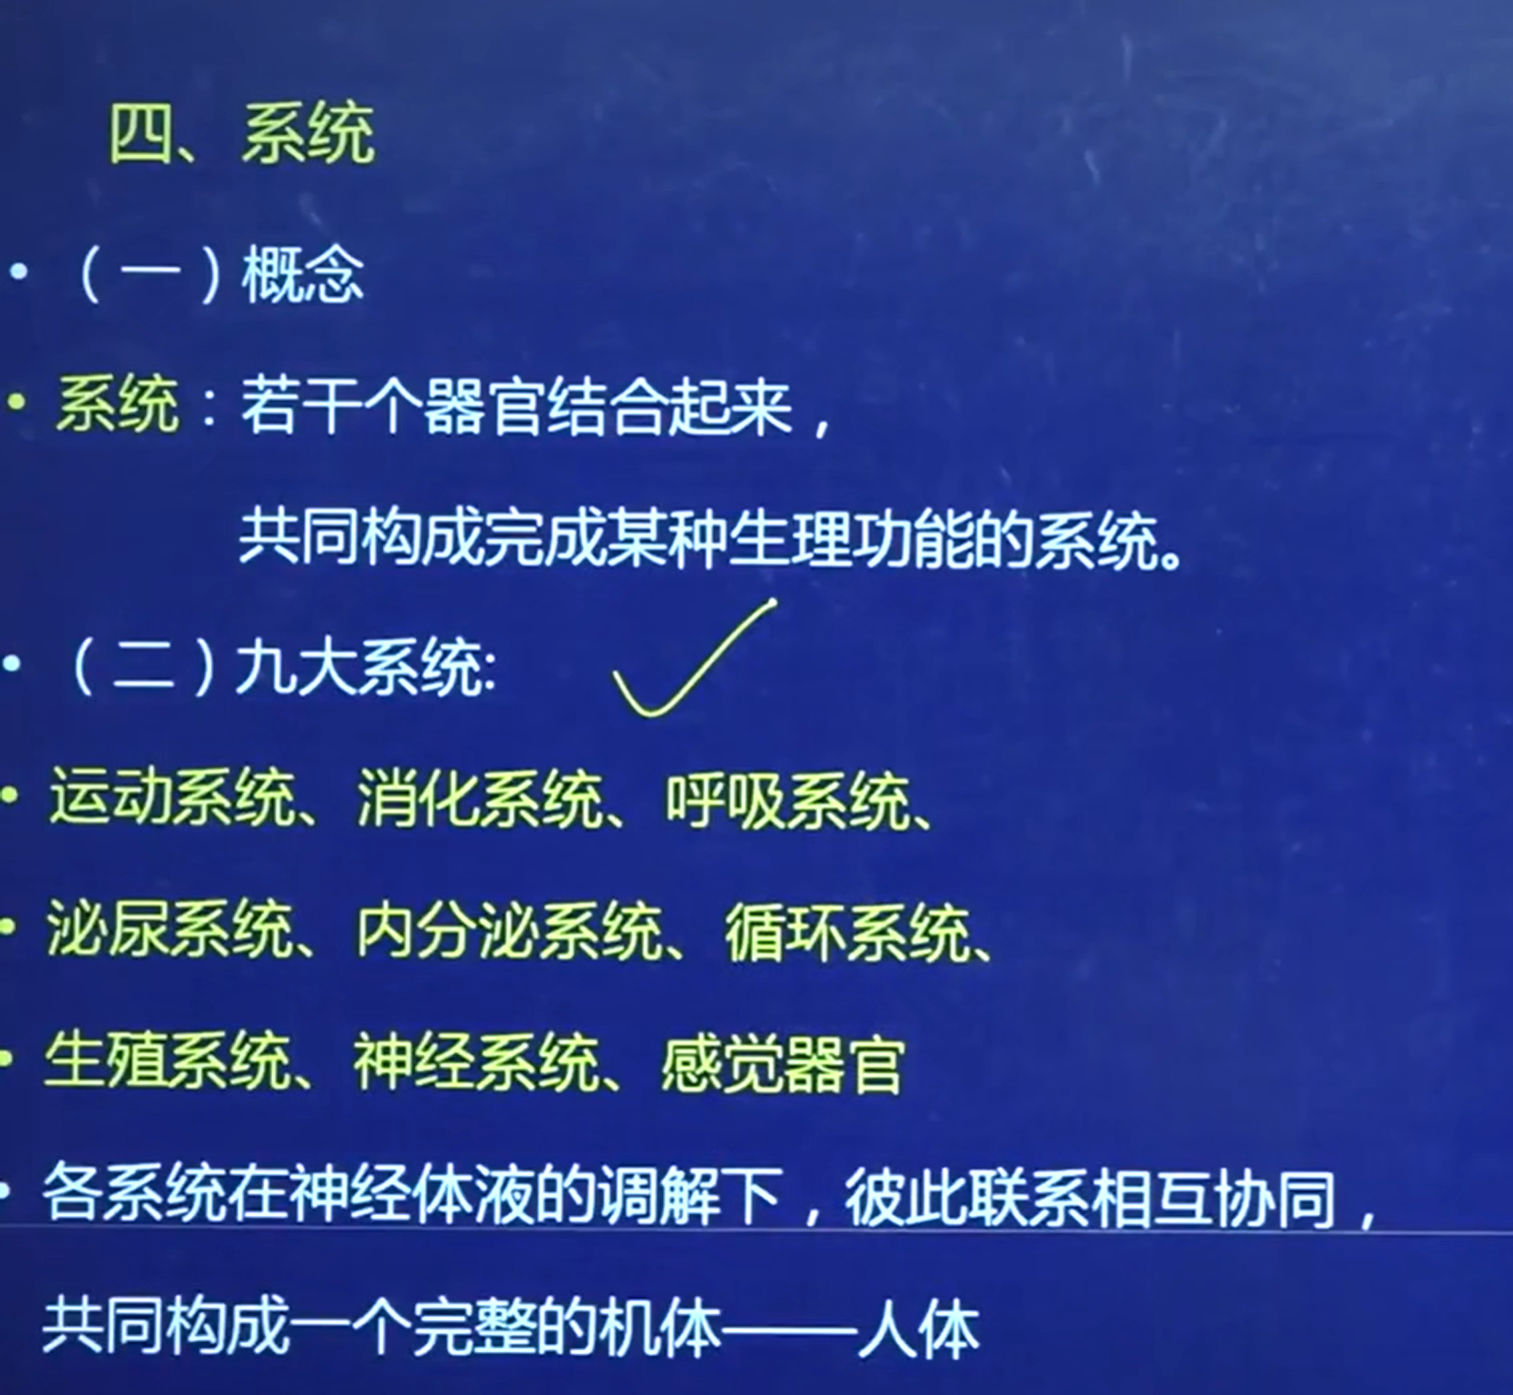 四、系统
• （一）概念
• 系统：若干个器官结合起来，
共同构成完成某种生理功能的系统。
• （二）九大系统:
• 运动系统、消化系统、呼吸系统、
• 泌尿系统、内分泌系统、循环系统、
• 生殖系统、神经系统、感觉器官
• 各系统在神经体液的调解下，彼此联系相互协同，
共同构成一个完整的机体——人体